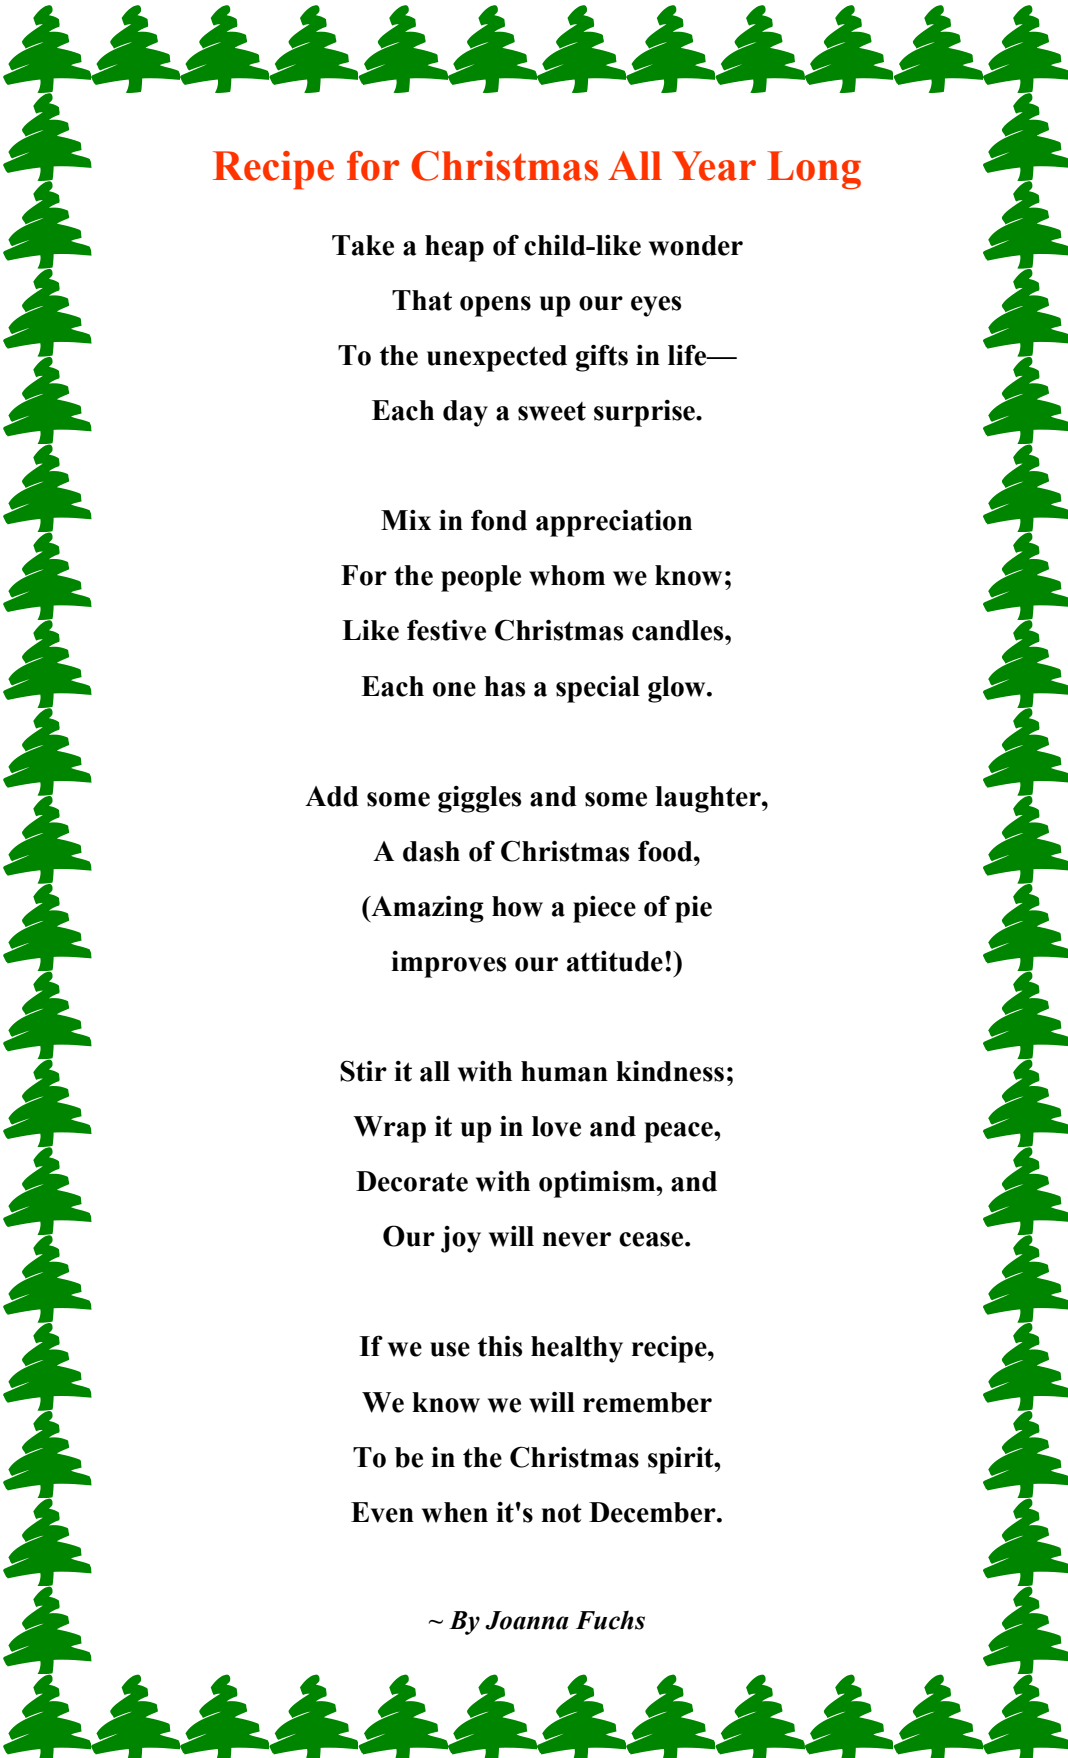 Recipe for Christmas All Year Long
Take a heap of child-like wonder
That opens up our eyes
To the unexpected gifts in life—
Each day a sweet surprise.
Mix in fond appreciation
For the people whom we know;
Like festive Christmas candles,
Each one has a special glow.
Add some giggles and some laughter,
A dash of Christmas food,
(Amazing how a piece of pie
improves our attitude!)
Stir it all with human kindness;
Wrap it up in love and peace,
Decorate with optimism, and
Our joy will never cease.
If we use this healthy recipe,
We know we will remember
To be in the Christmas spirit,
Even when it's not December.
~ By Joanna Fuchs